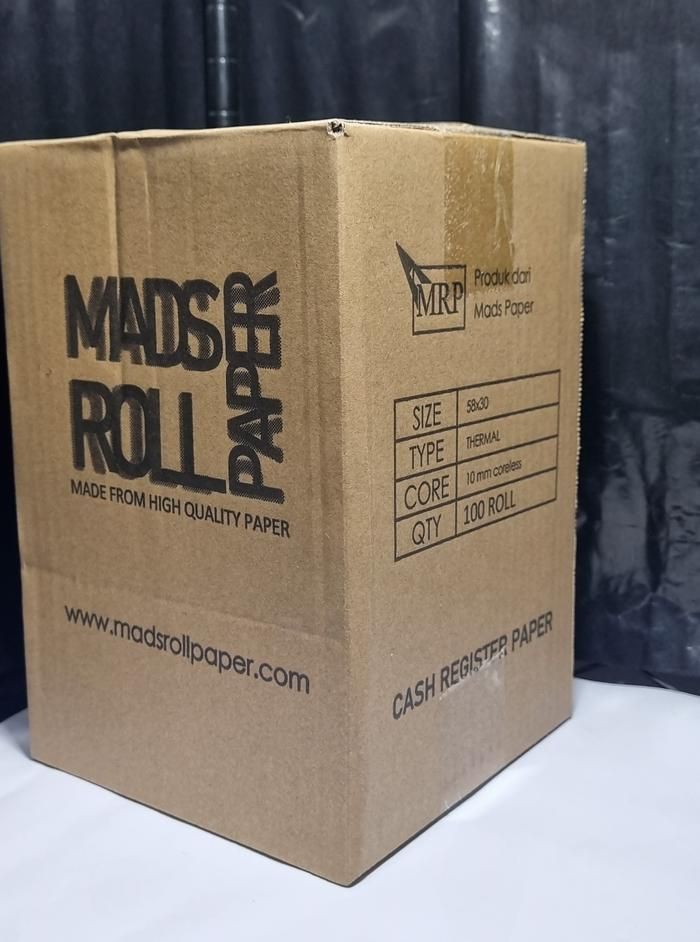 MADS
ROLL
PAPER
MADE FROM HIGH QUALITY PAPER
www.madsrollpaper.com
MRP
Produk dari
Mads Paper
SIZE 58x30
TYPE THERMAL
CORE 10 mm coreless
QTY 100 ROLL
CASH REGISTER PAPER